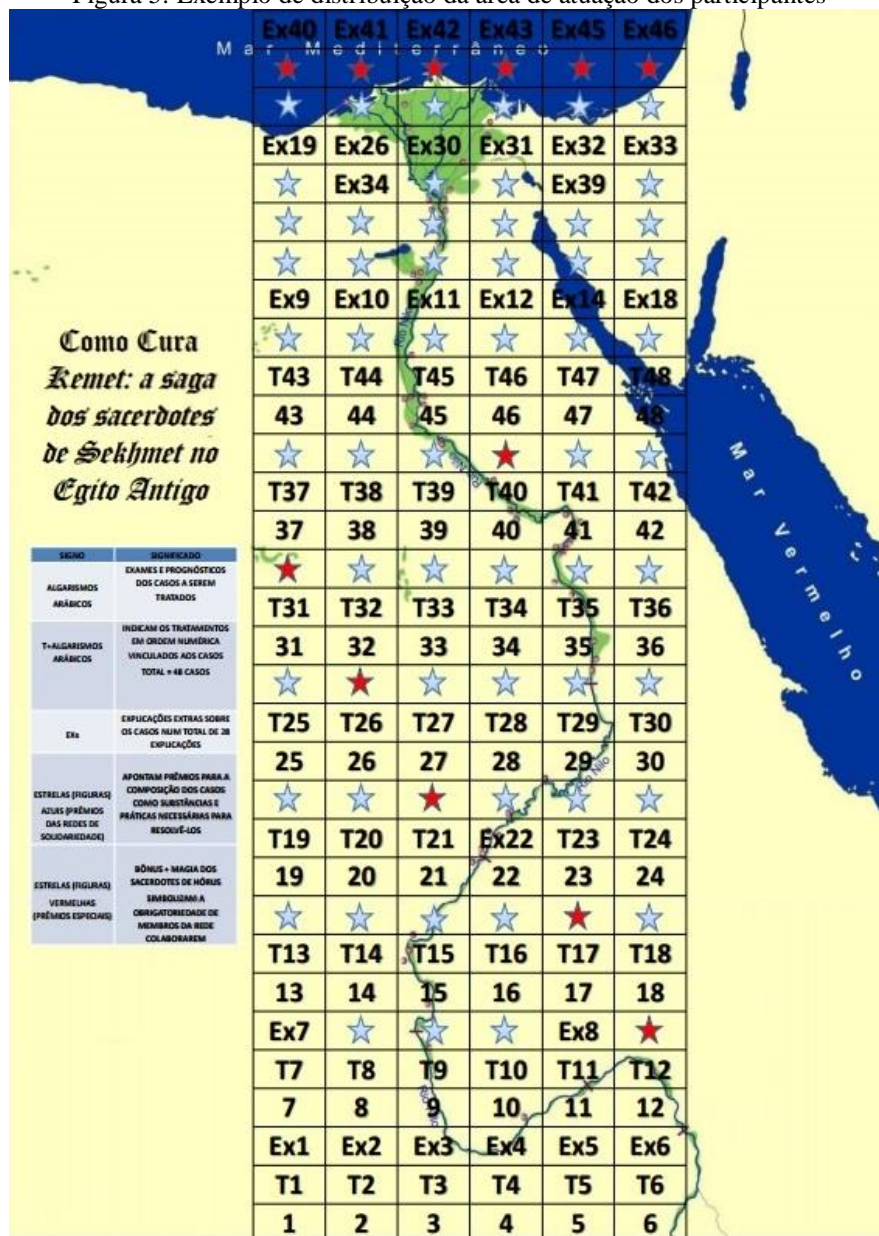 Figura 3: Exemplo de distribuição da área de atuação dos participantes
Ex40 Ex41 Ex42 Ex43 Ex45 Ex46
Mar Mediterrâneo
Ex19 Ex26 Ex30 Ex31 Ex32 Ex33
Ex34 Ex39
Ex9 Ex10 Ex11 Ex12 Ex14 Ex18
Rio Nilo
T43 T44 T45 T46 T47 T48
43 44 45 46 47 48
Rio Nilo
T37 T38 T39 T40 T41 T42
37 38 39 40 41 42
T31 T32 T33 T34 T35 T36
31 32 33 34 35 36
T25 T26 T27 T28 T29 T30
25 26 27 28 29 30
Rio Nilo
T19 T20 T21 Ex22 T23 T24
19 20 21 22 23 24
T13 T14 T15 T16 T17 T18
13 14 15 16 17 18
Ex7 Ex8
T7 T8 T9 T10 T11 T12
7 8 9 10 11 12
Rio Nilo
Ex1 Ex2 Ex3 Ex4 Ex5 Ex6
T1 T2 T3 T4 T5 T6
1 2 3 4 5 6
Como Cura
Kemet: a saga
dos sacerdotes
de Sekhmet no
Egito Antigo
SIGNO SIGNIFICADO
ALGARISMOS
ARÁBICOS
EXAMES E PROGNÓSTICOS
DOS CASOS A SEREM
TRATADOS
T+ALGARISMOS
ARÁBICOS
INDICAM OS TRATAMENTOS
EM ORDEM NUMÉRICA
VINCULADOS AOS CASOS
TOTAL = 48 CASOS
EXs
EXPLICAÇÕES EXTRAS SOBRE
OS CASOS NUM TOTAL DE 28
EXPLICAÇÕES
ESTRELAS (FIGURAS)
AZUIS (PRÊMIOS
DAS REDES DE
SOLIDARIEDADE)
APONTAM PRÊMIOS PARA A
COMPOSIÇÃO DOS CASOS
COMO SUBSTÂNCIAS E
PRÁTICAS NECESSÁRIAS PARA
RESOLVÊ-LOS
ESTRELAS (FIGURAS)
VERMELHAS
(PRÊMIOS ESPECIAIS)
BÔNUS + MAGIA DOS
SACERDOTES DE HÓRUS
SIMBOLIZAM A
OBRIGATORIEDADE DE
MEMBROS DA REDE
COLABORAREM
Mar Vermelho